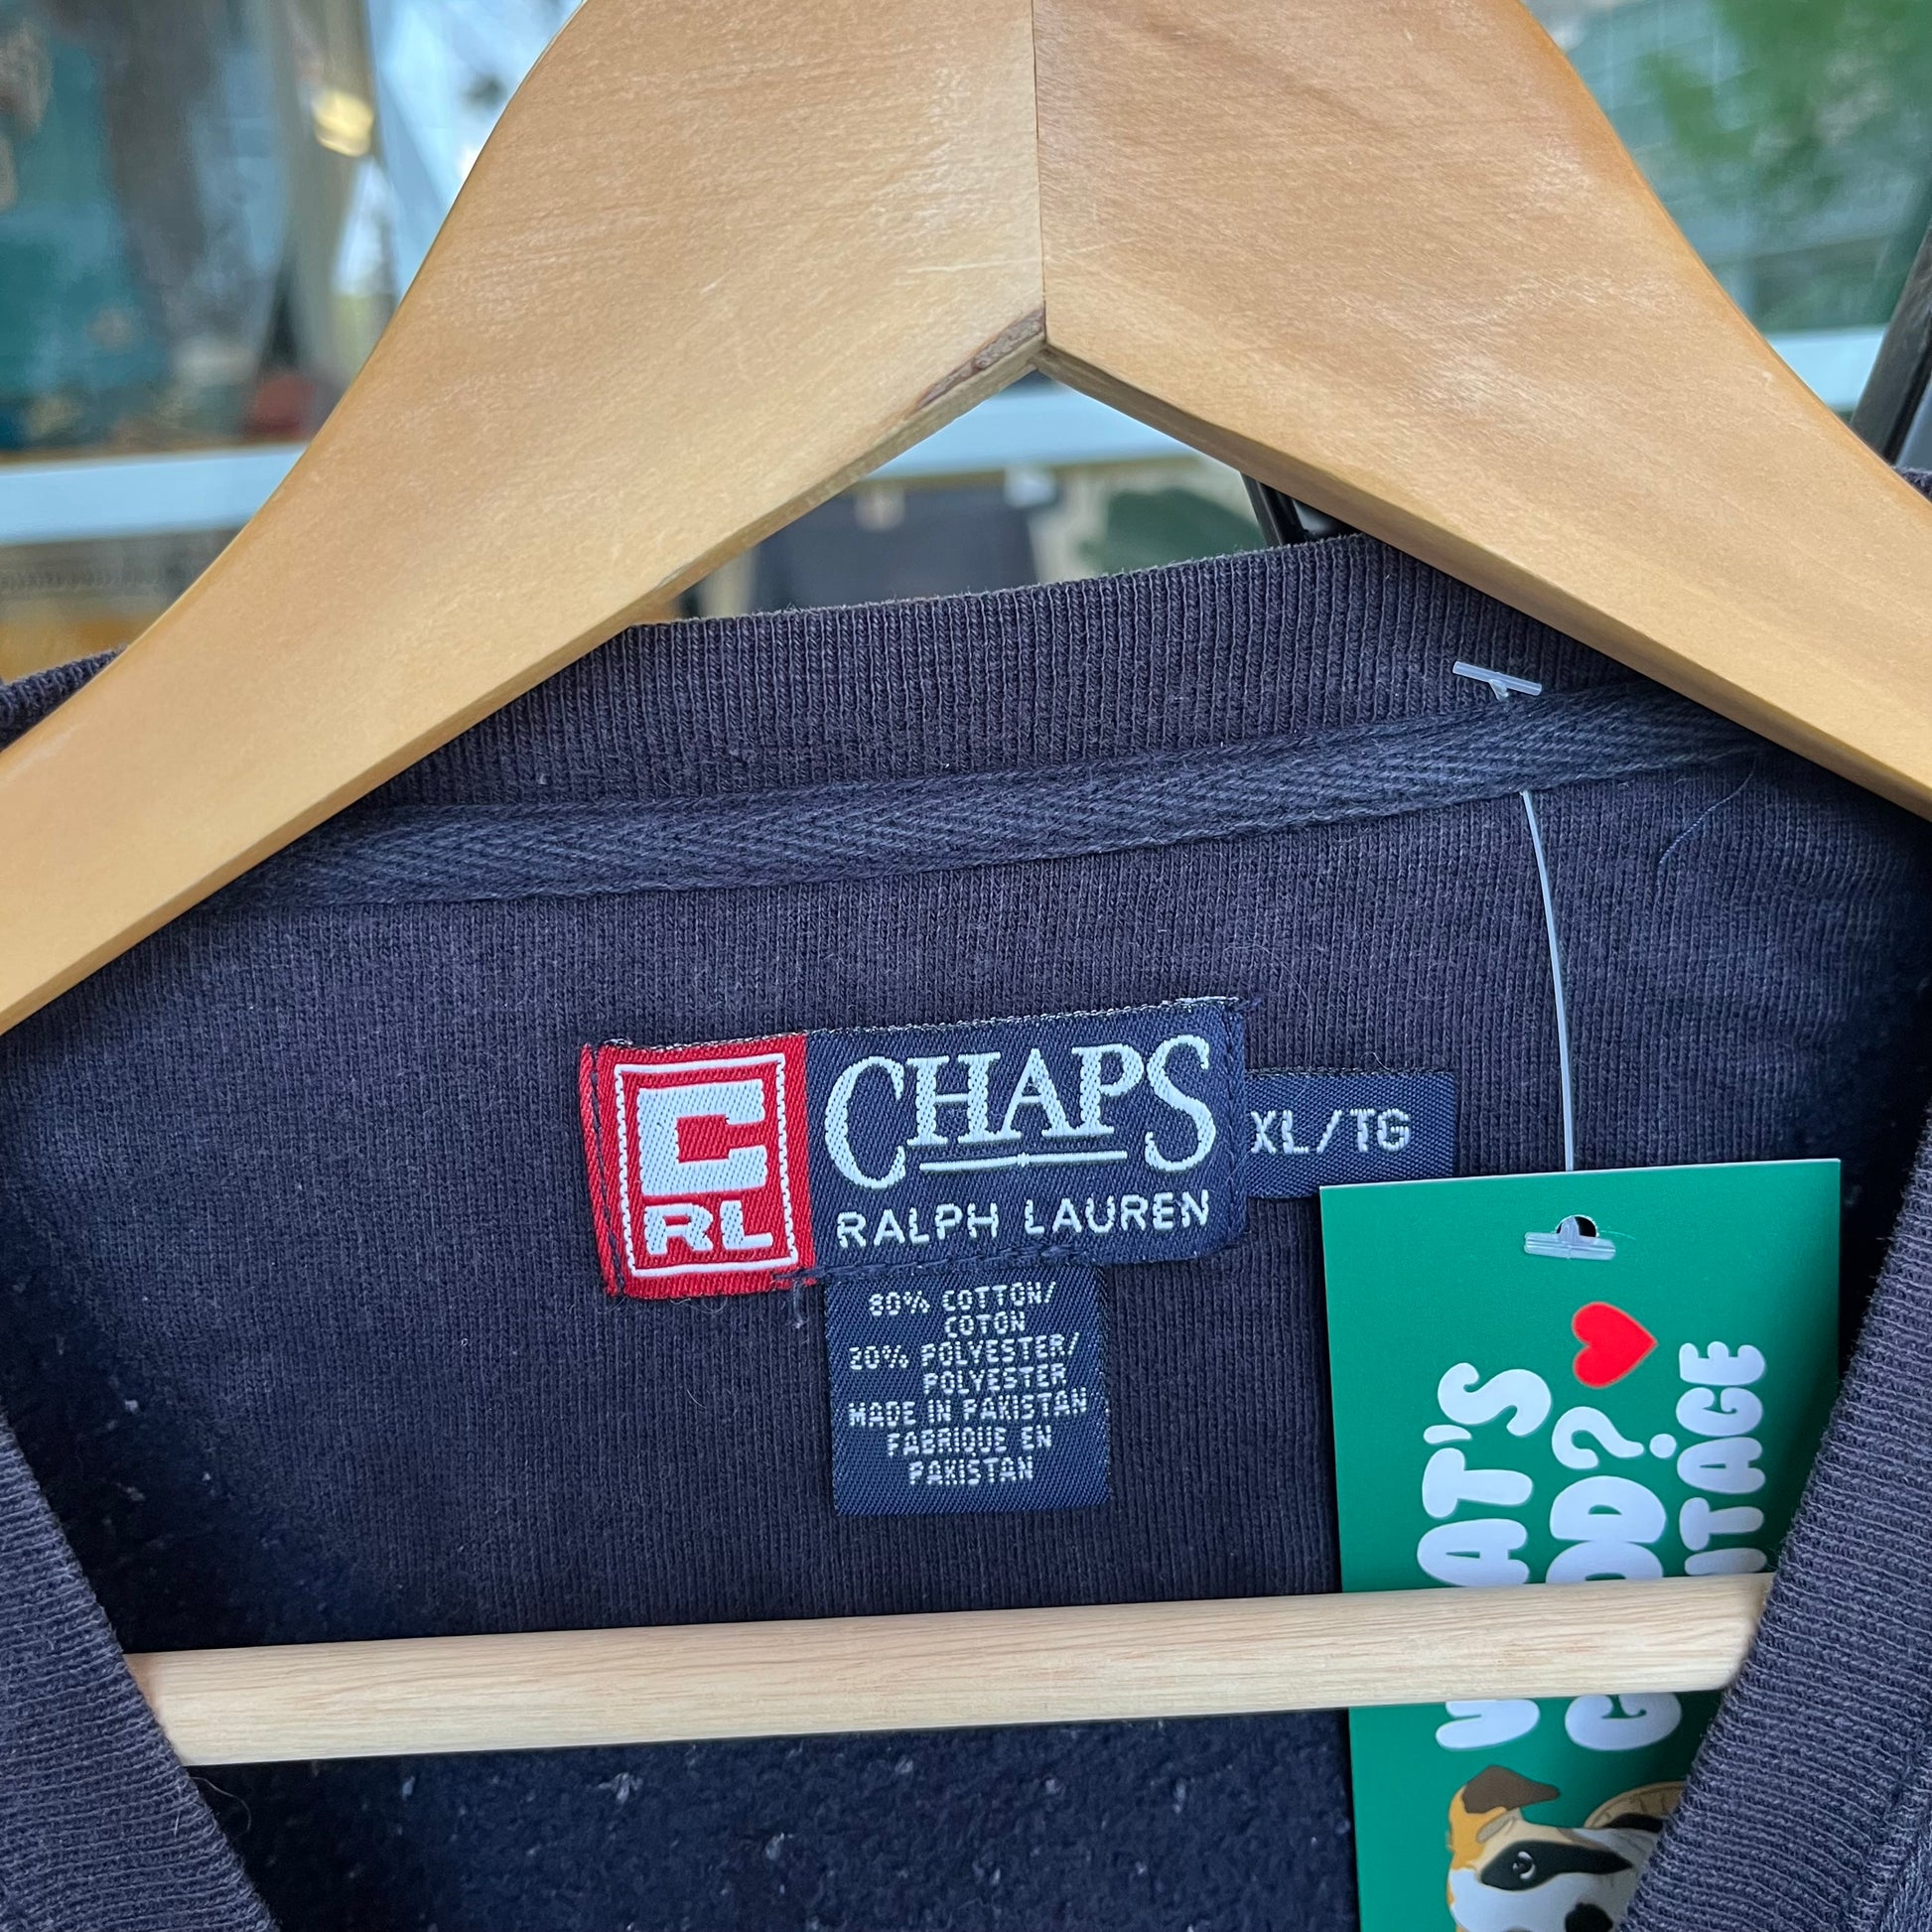 C
RL
CHAPS
RALPH LAUREN
XL/TG
80% COTTON/
COTON
20% POLYESTER/
POLYESTER
MADE IN PAKISTAN
FABRIQUE EN
PAKISTAN